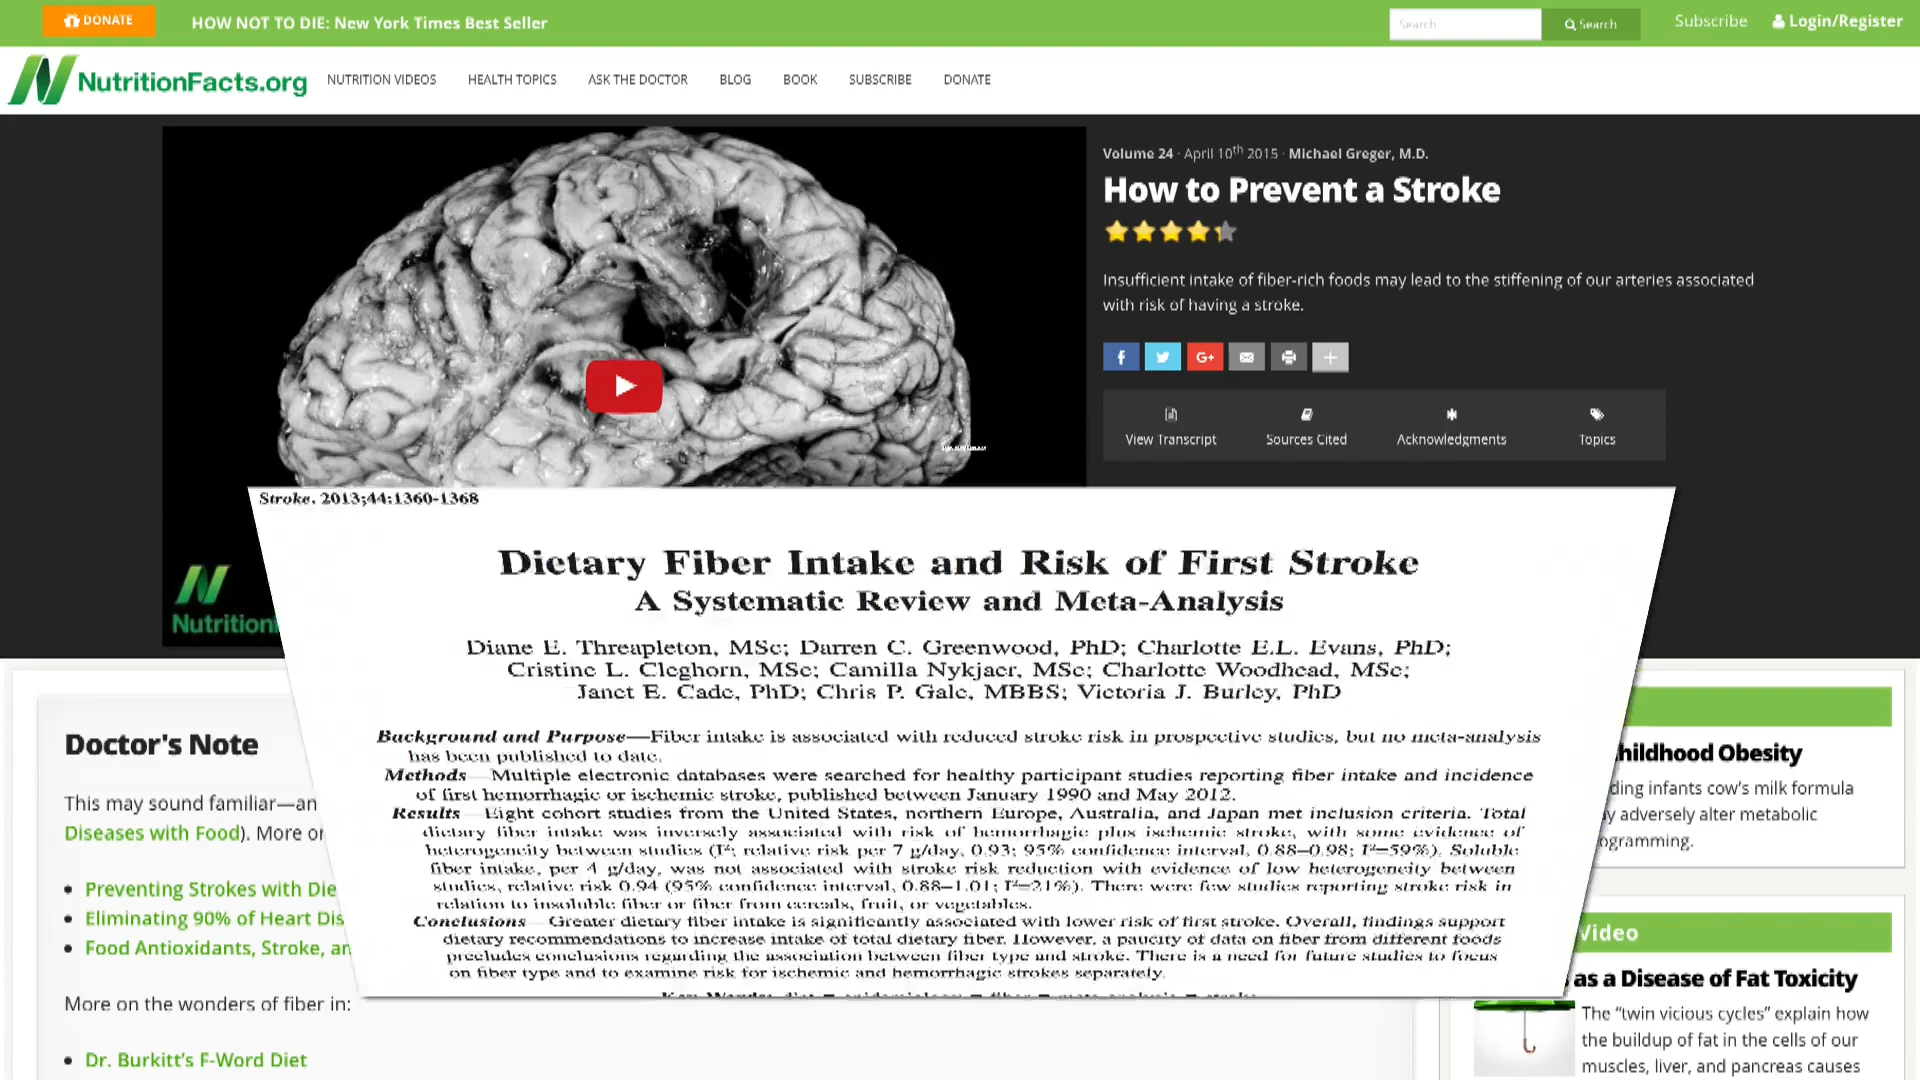 DONATE
HOW NOT TO DIE: New York Times Best Seller
Search
Search
Subscribe
Login/Register
NutritionFacts.org
NUTRITION VIDEOS
HEALTH TOPICS
ASK THE DOCTOR
BLOG
BOOK
SUBSCRIBE
DONATE
Volume 24 · April 10th 2015 · Michael Greger, M.D.
How to Prevent a Stroke
Insufficient intake of fiber-rich foods may lead to the stiffening of our arteries associated
with risk of having a stroke.
View Transcript
Sources Cited
Acknowledgments
Topics
Stroke. 2013;44:1360-1368
Dietary Fiber Intake and Risk of First Stroke
A Systematic Review and Meta-Analysis
Diane E. Threapleton, MSc; Darren C. Greenwood, PhD; Charlotte E.L. Evans, PhD;
Cristine L. Cleghorn, MSc; Camilla Nykjaer, MSc; Charlotte Woodhead, MSc;
Janet E. Cade, PhD; Chris P. Gale, MBBS; Victoria J. Burley, PhD
Background and Purpose—Fiber intake is associated with reduced stroke risk in prospective studies, but no meta-analysis
has been published to date.
Methods—Multiple electronic databases were searched for healthy participant studies reporting fiber intake and incidence
of first hemorrhagic or ischemic stroke, published between January 1990 and May 2012.
Results—Eight cohort studies from the United States, northern Europe, Australia, and Japan met inclusion criteria. Total
dietary fiber intake was inversely associated with risk of hemorrhagic plus ischemic stroke, with some evidence of
heterogeneity between studies (I²; relative risk per 7 g/day, 0.93; 95% confidence interval, 0.88–0.98; I²=59%). Soluble
fiber intake, per 4 g/day, was not associated with stroke risk reduction with evidence of low heterogeneity between
studies, relative risk 0.94 (95% confidence interval, 0.88–1.01; I²=21%). There were few studies reporting stroke risk in
relation to insoluble fiber or fiber from cereals, fruit, or vegetables.
Conclusions—Greater dietary fiber intake is significantly associated with lower risk of first stroke. Overall, findings support
dietary recommendations to increase intake of total dietary fiber. However, a paucity of data on fiber from different foods
precludes conclusions regarding the association between fiber type and stroke. There is a need for future studies to focus
on fiber type and to examine risk for ischemic and hemorrhagic strokes separately.
Nutrition
Doctor's Note
This may sound familiar—an
Diseases with Food). More or
Preventing Strokes with Die
Eliminating 90% of Heart Dis
Food Antioxidants, Stroke, an
More on the wonders of fiber in:
Dr. Burkitt's F-Word Diet
hildhood Obesity
ding infants cow's milk formula
y adversely alter metabolic
ogramming.
Video
as a Disease of Fat Toxicity
The "twin vicious cycles" explain how
the buildup of fat in the cells of our
muscles, liver, and pancreas causes